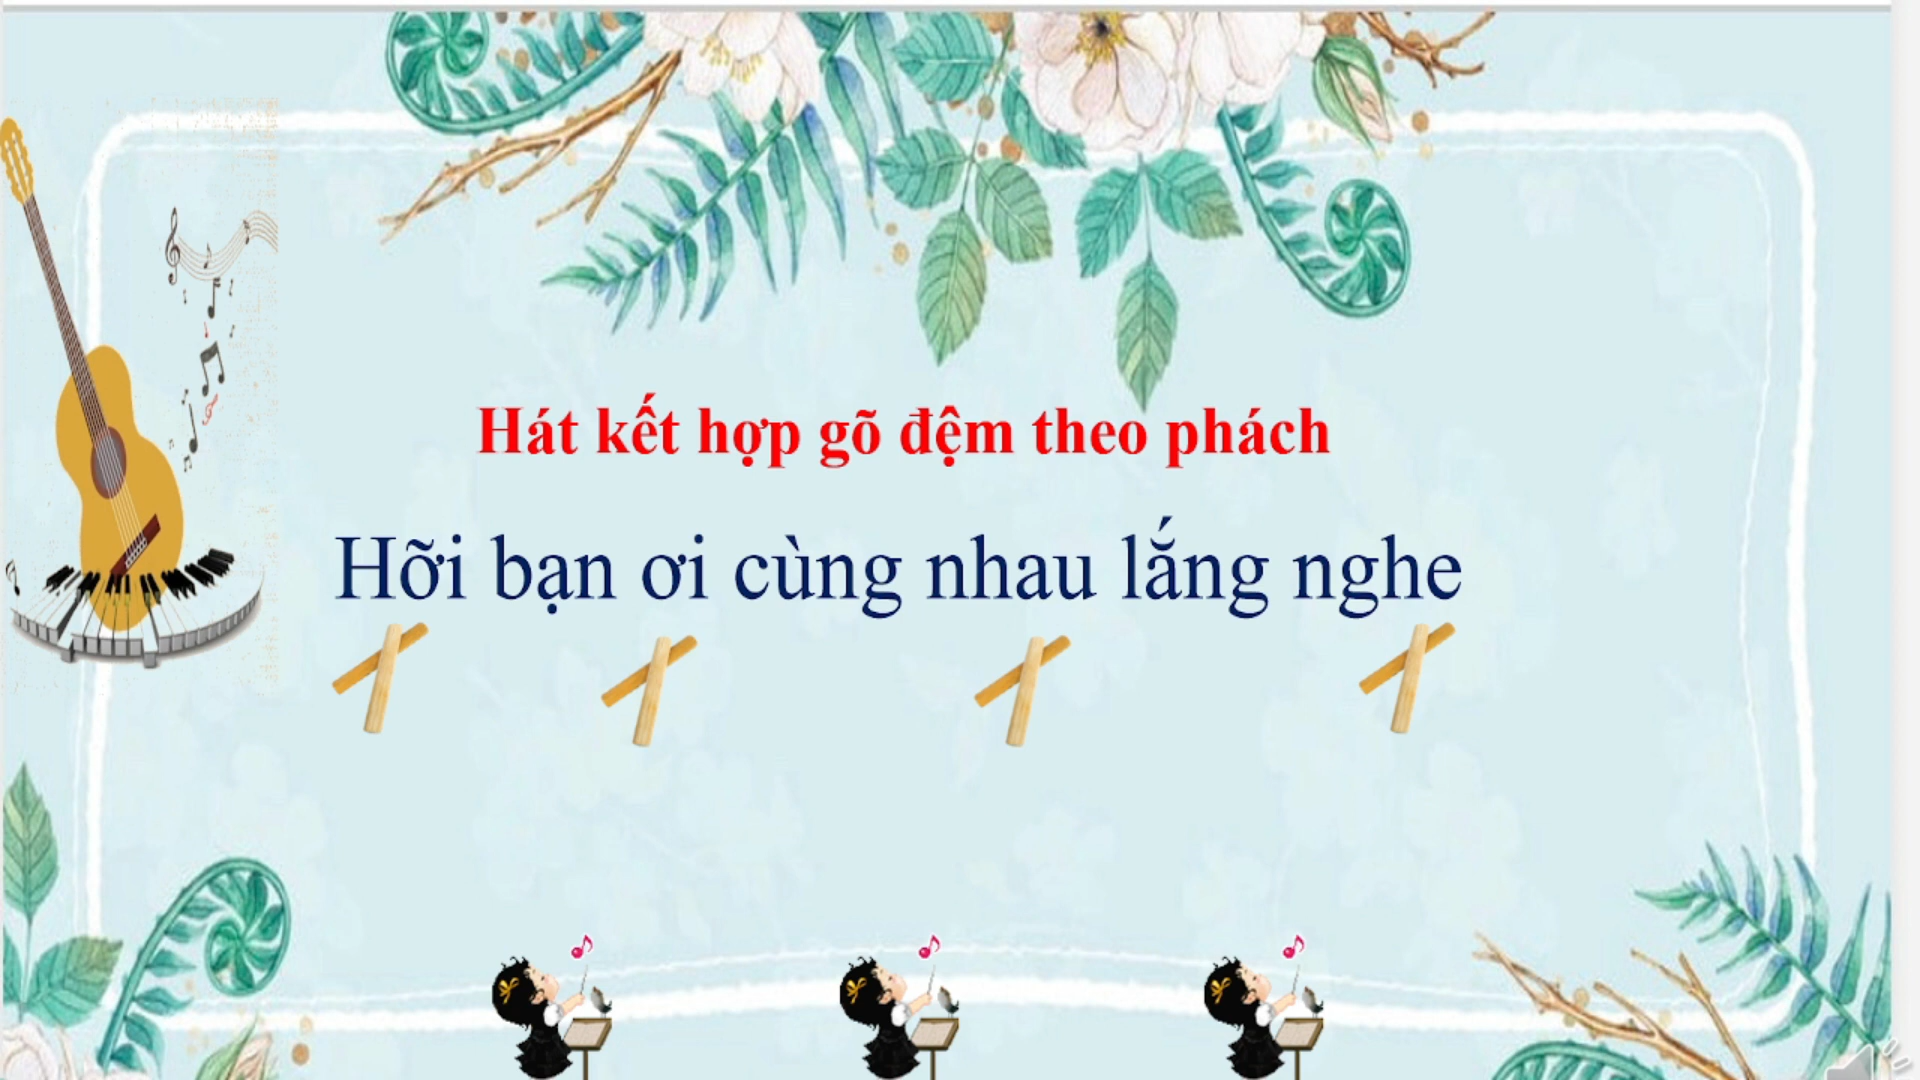 Hát kết hợp gõ đệm theo phách
Hỡi bạn ơi cùng nhau lắng nghe